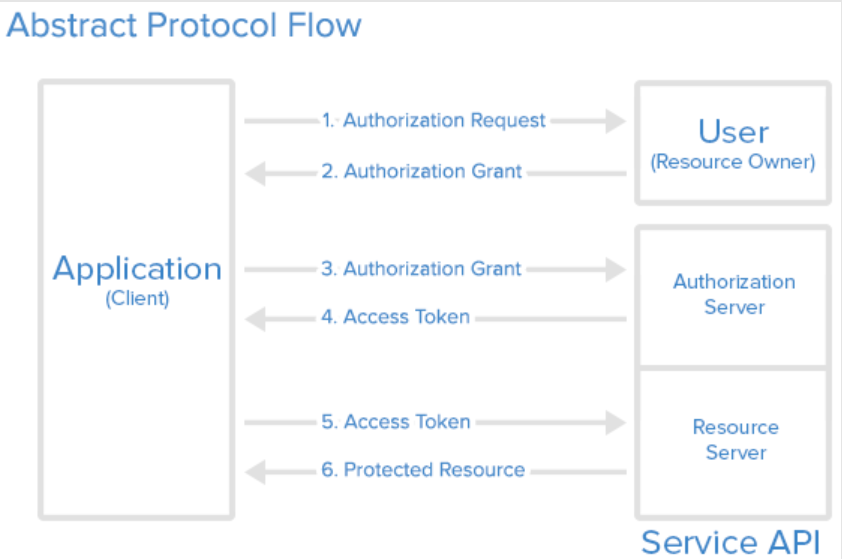 Abstract Protocol Flow
1. Authorization Request
User
(Resource Owner)
2. Authorization Grant
Application
(Client)
3. Authorization Grant
Authorization
Server
4. Access Token
5. Access Token
Resource
Server
6. Protected Resource
Service API